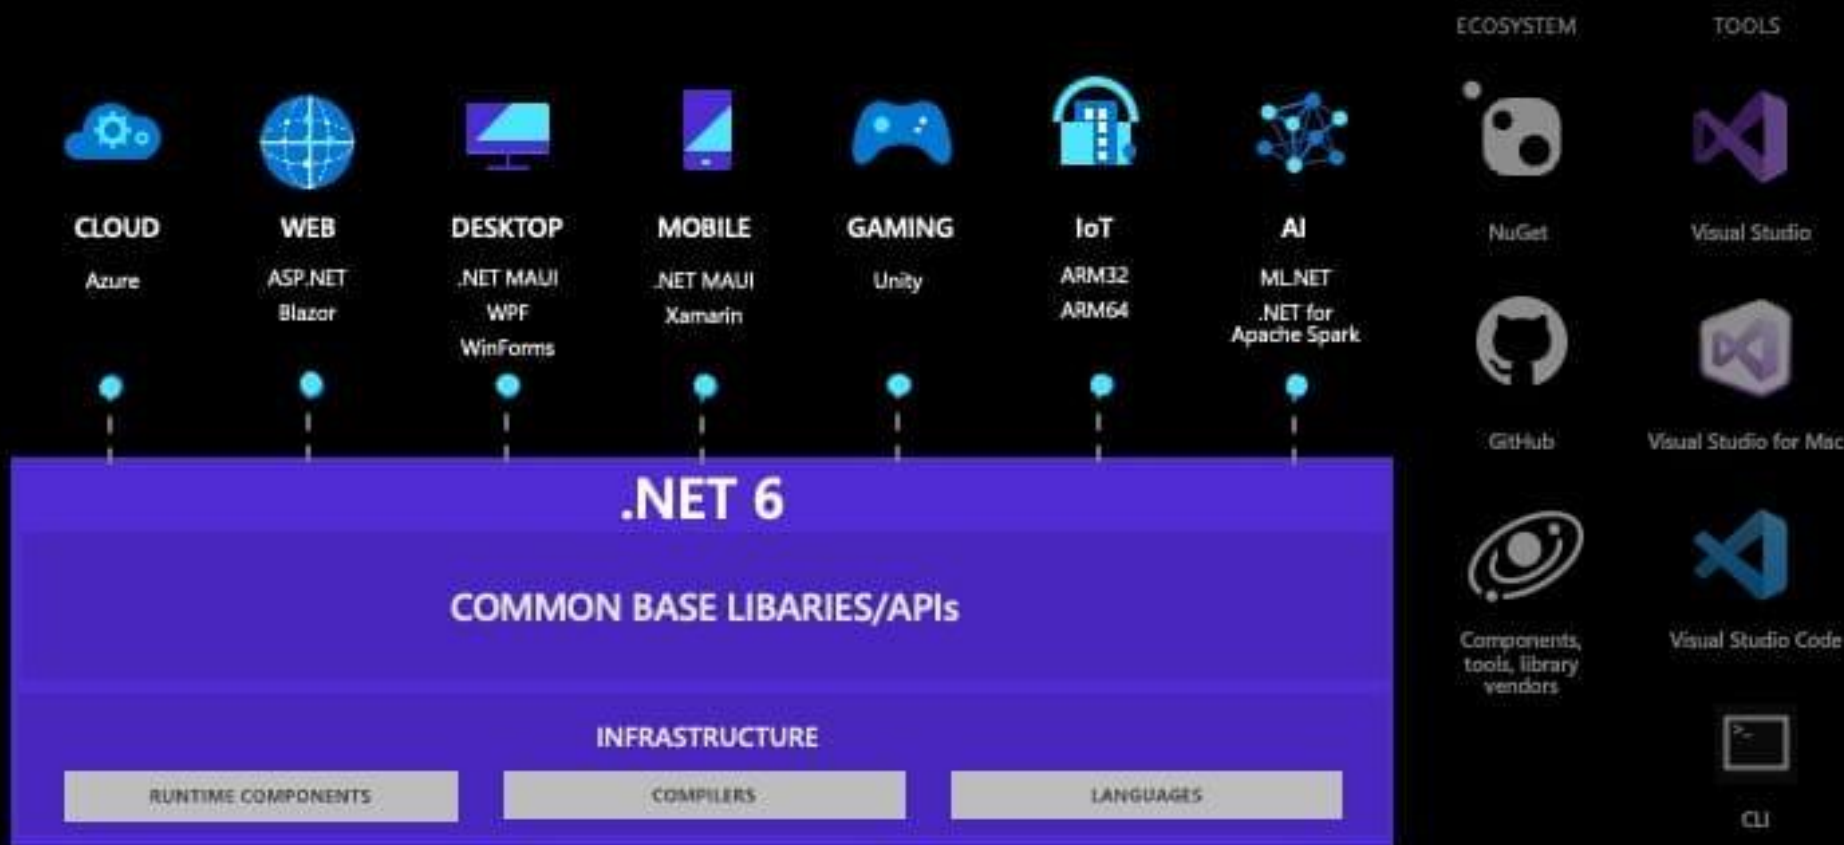 ECOSYSTEM
TOOLS
CLOUD
Azure
WEB
ASP.NET
Blazor
DESKTOP
.NET MAUI
WPF
WinForms
MOBILE
.NET MAUI
Xamarin
GAMING
Unity
IoT
ARM32
ARM64
AI
ML.NET
.NET for
Apache Spark
NuGet
Visual Studio
GitHub
Visual Studio for Mac
Components,
tools, library
vendors
Visual Studio Code
>_
CLI
.NET 6
COMMON BASE LIBARIES/APIs
INFRASTRUCTURE
RUNTIME COMPONENTS
COMPILERS
LANGUAGES